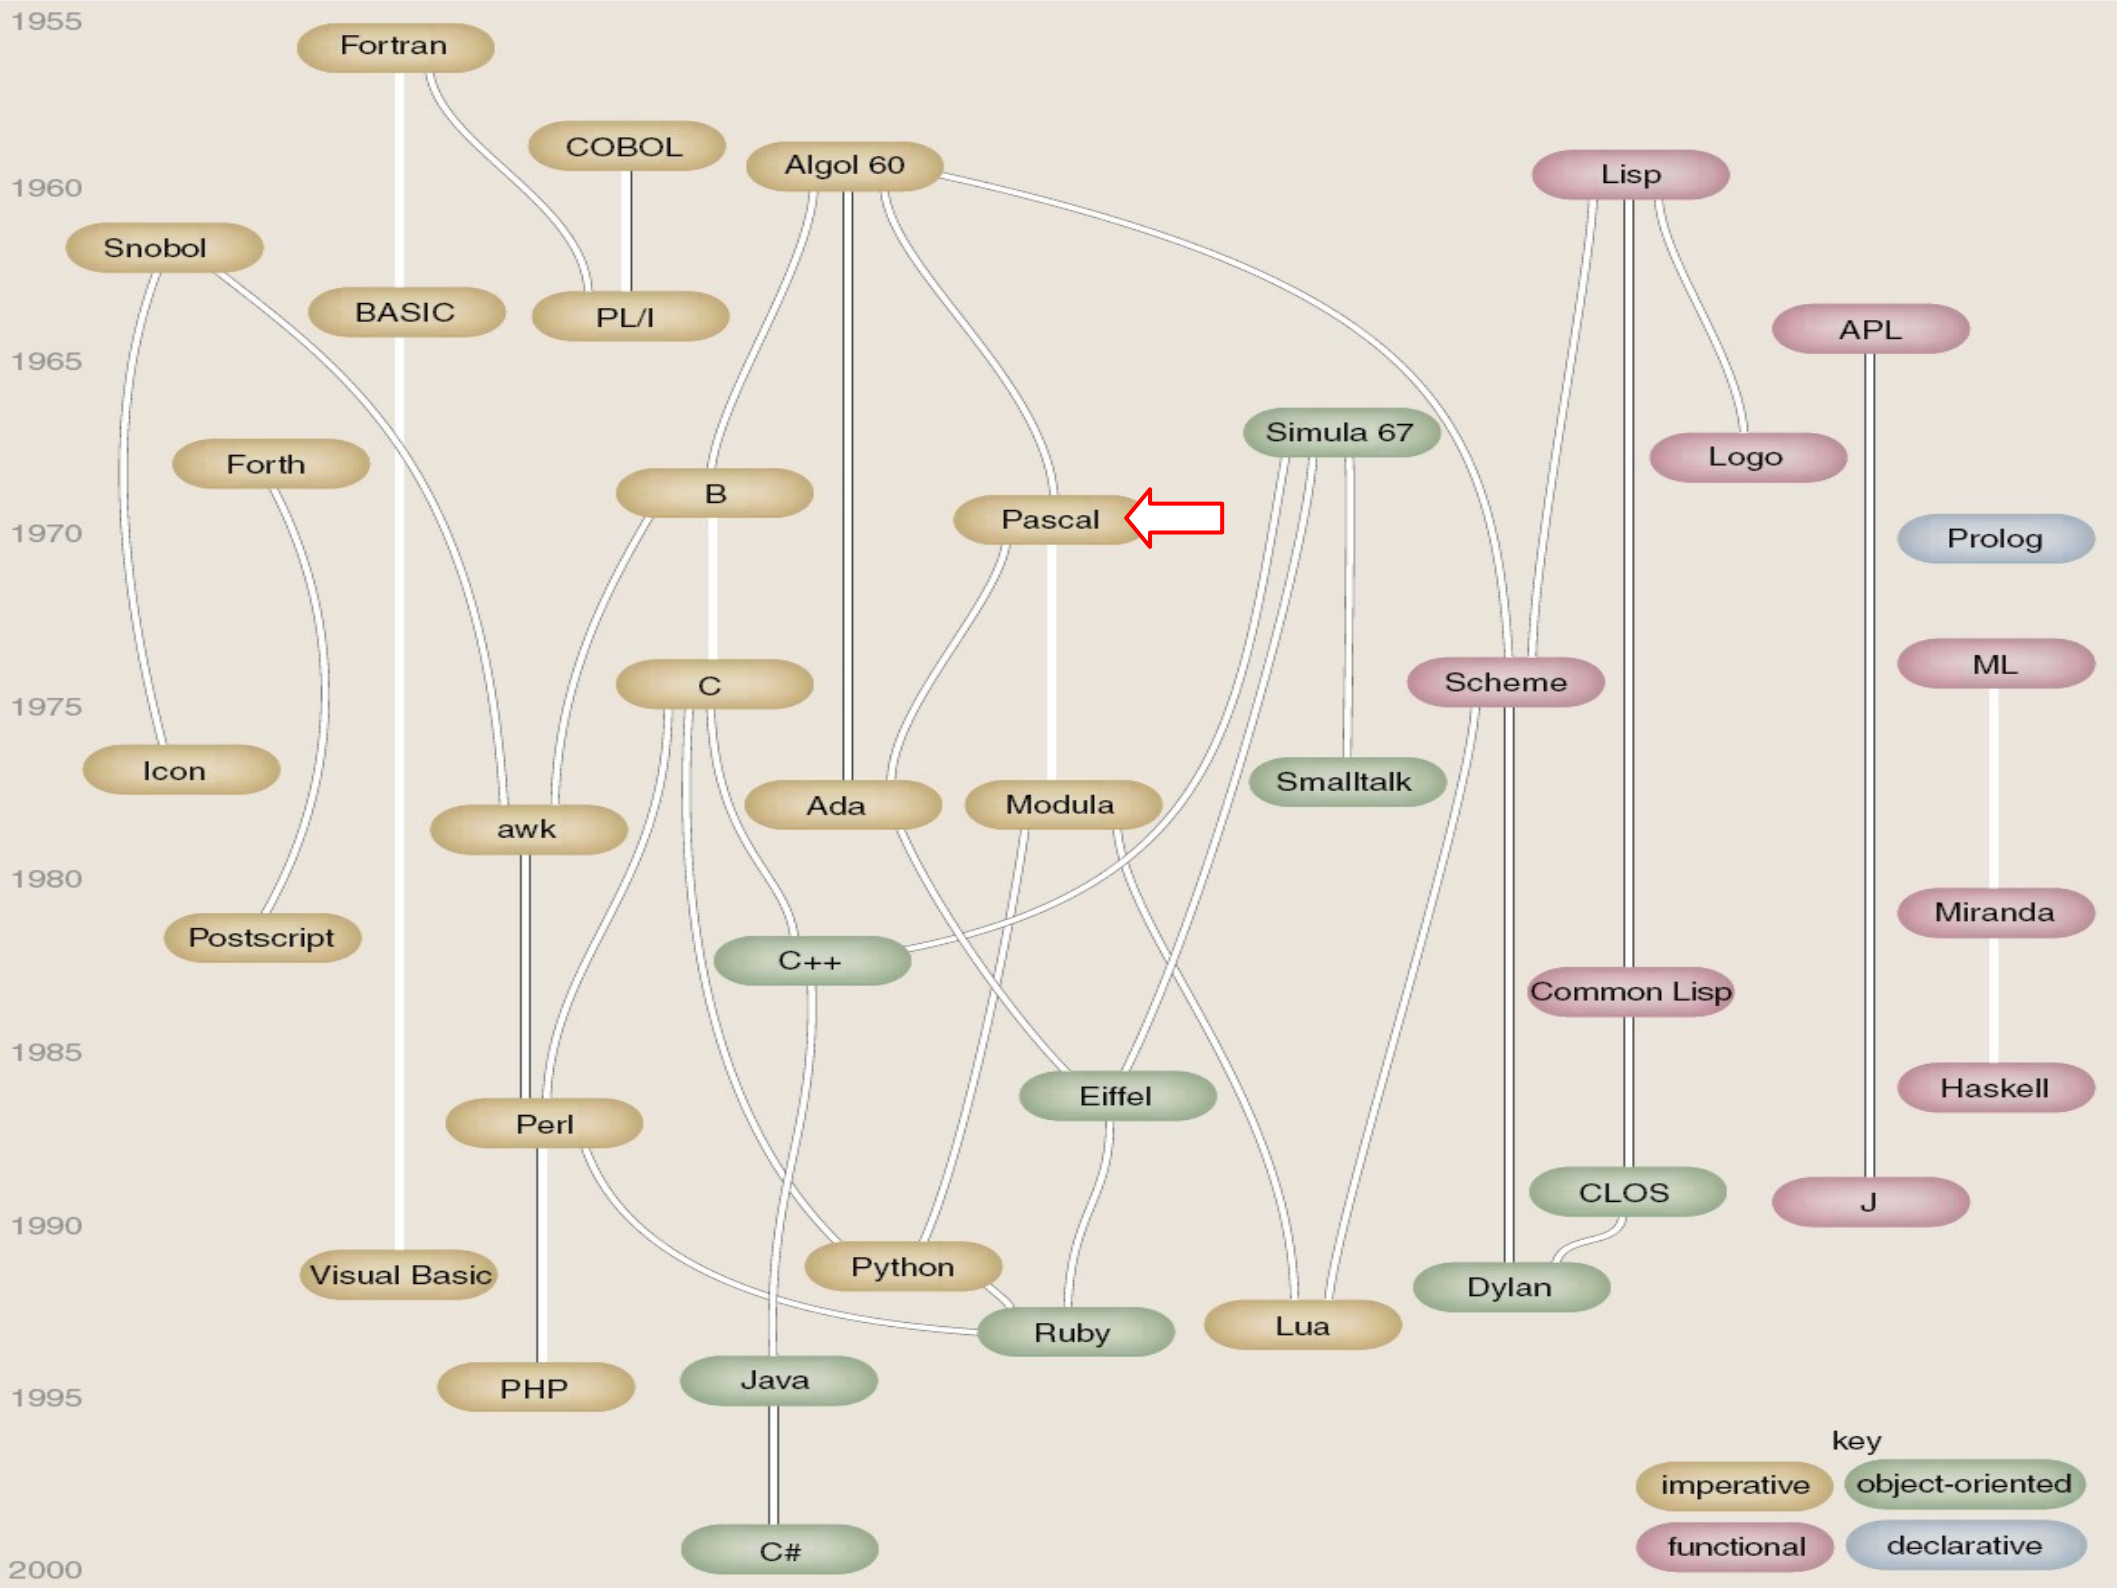 1955
Fortran
COBOL
Algol 60
Lisp
1960
Snobol
BASIC
PL/I
APL
1965
Simula 67
Logo
Forth
B
Pascal
1970
Prolog
ML
C
Scheme
1975
Icon
Smalltalk
Ada
Modula
awk
1980
Miranda
Postscript
C++
Common Lisp
1985
Haskell
Eiffel
Perl
CLOS
J
1990
Python
Visual Basic
Dylan
Lua
Ruby
Java
PHP
1995
key
imperative
object-oriented
functional
declarative
C#
2000